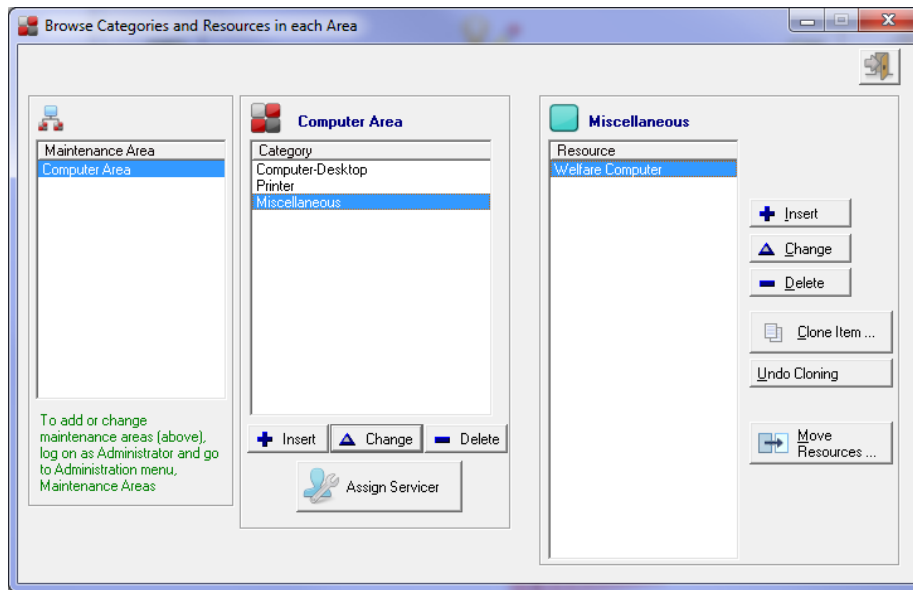 Browse Categories and Resources in each Area
Maintenance Area
Computer Area
To add or change
maintenance areas (above),
log on as Administrator and go
to Administration menu,
Maintenance Areas
Computer Area
Category
Computer-Desktop
Printer
Miscellaneous
Insert
Change
Delete
Assign Servicer
Miscellaneous
Resource
Welfare Computer
Insert
Change
Delete
Clone Item ...
Undo Cloning
Move
Resources ...